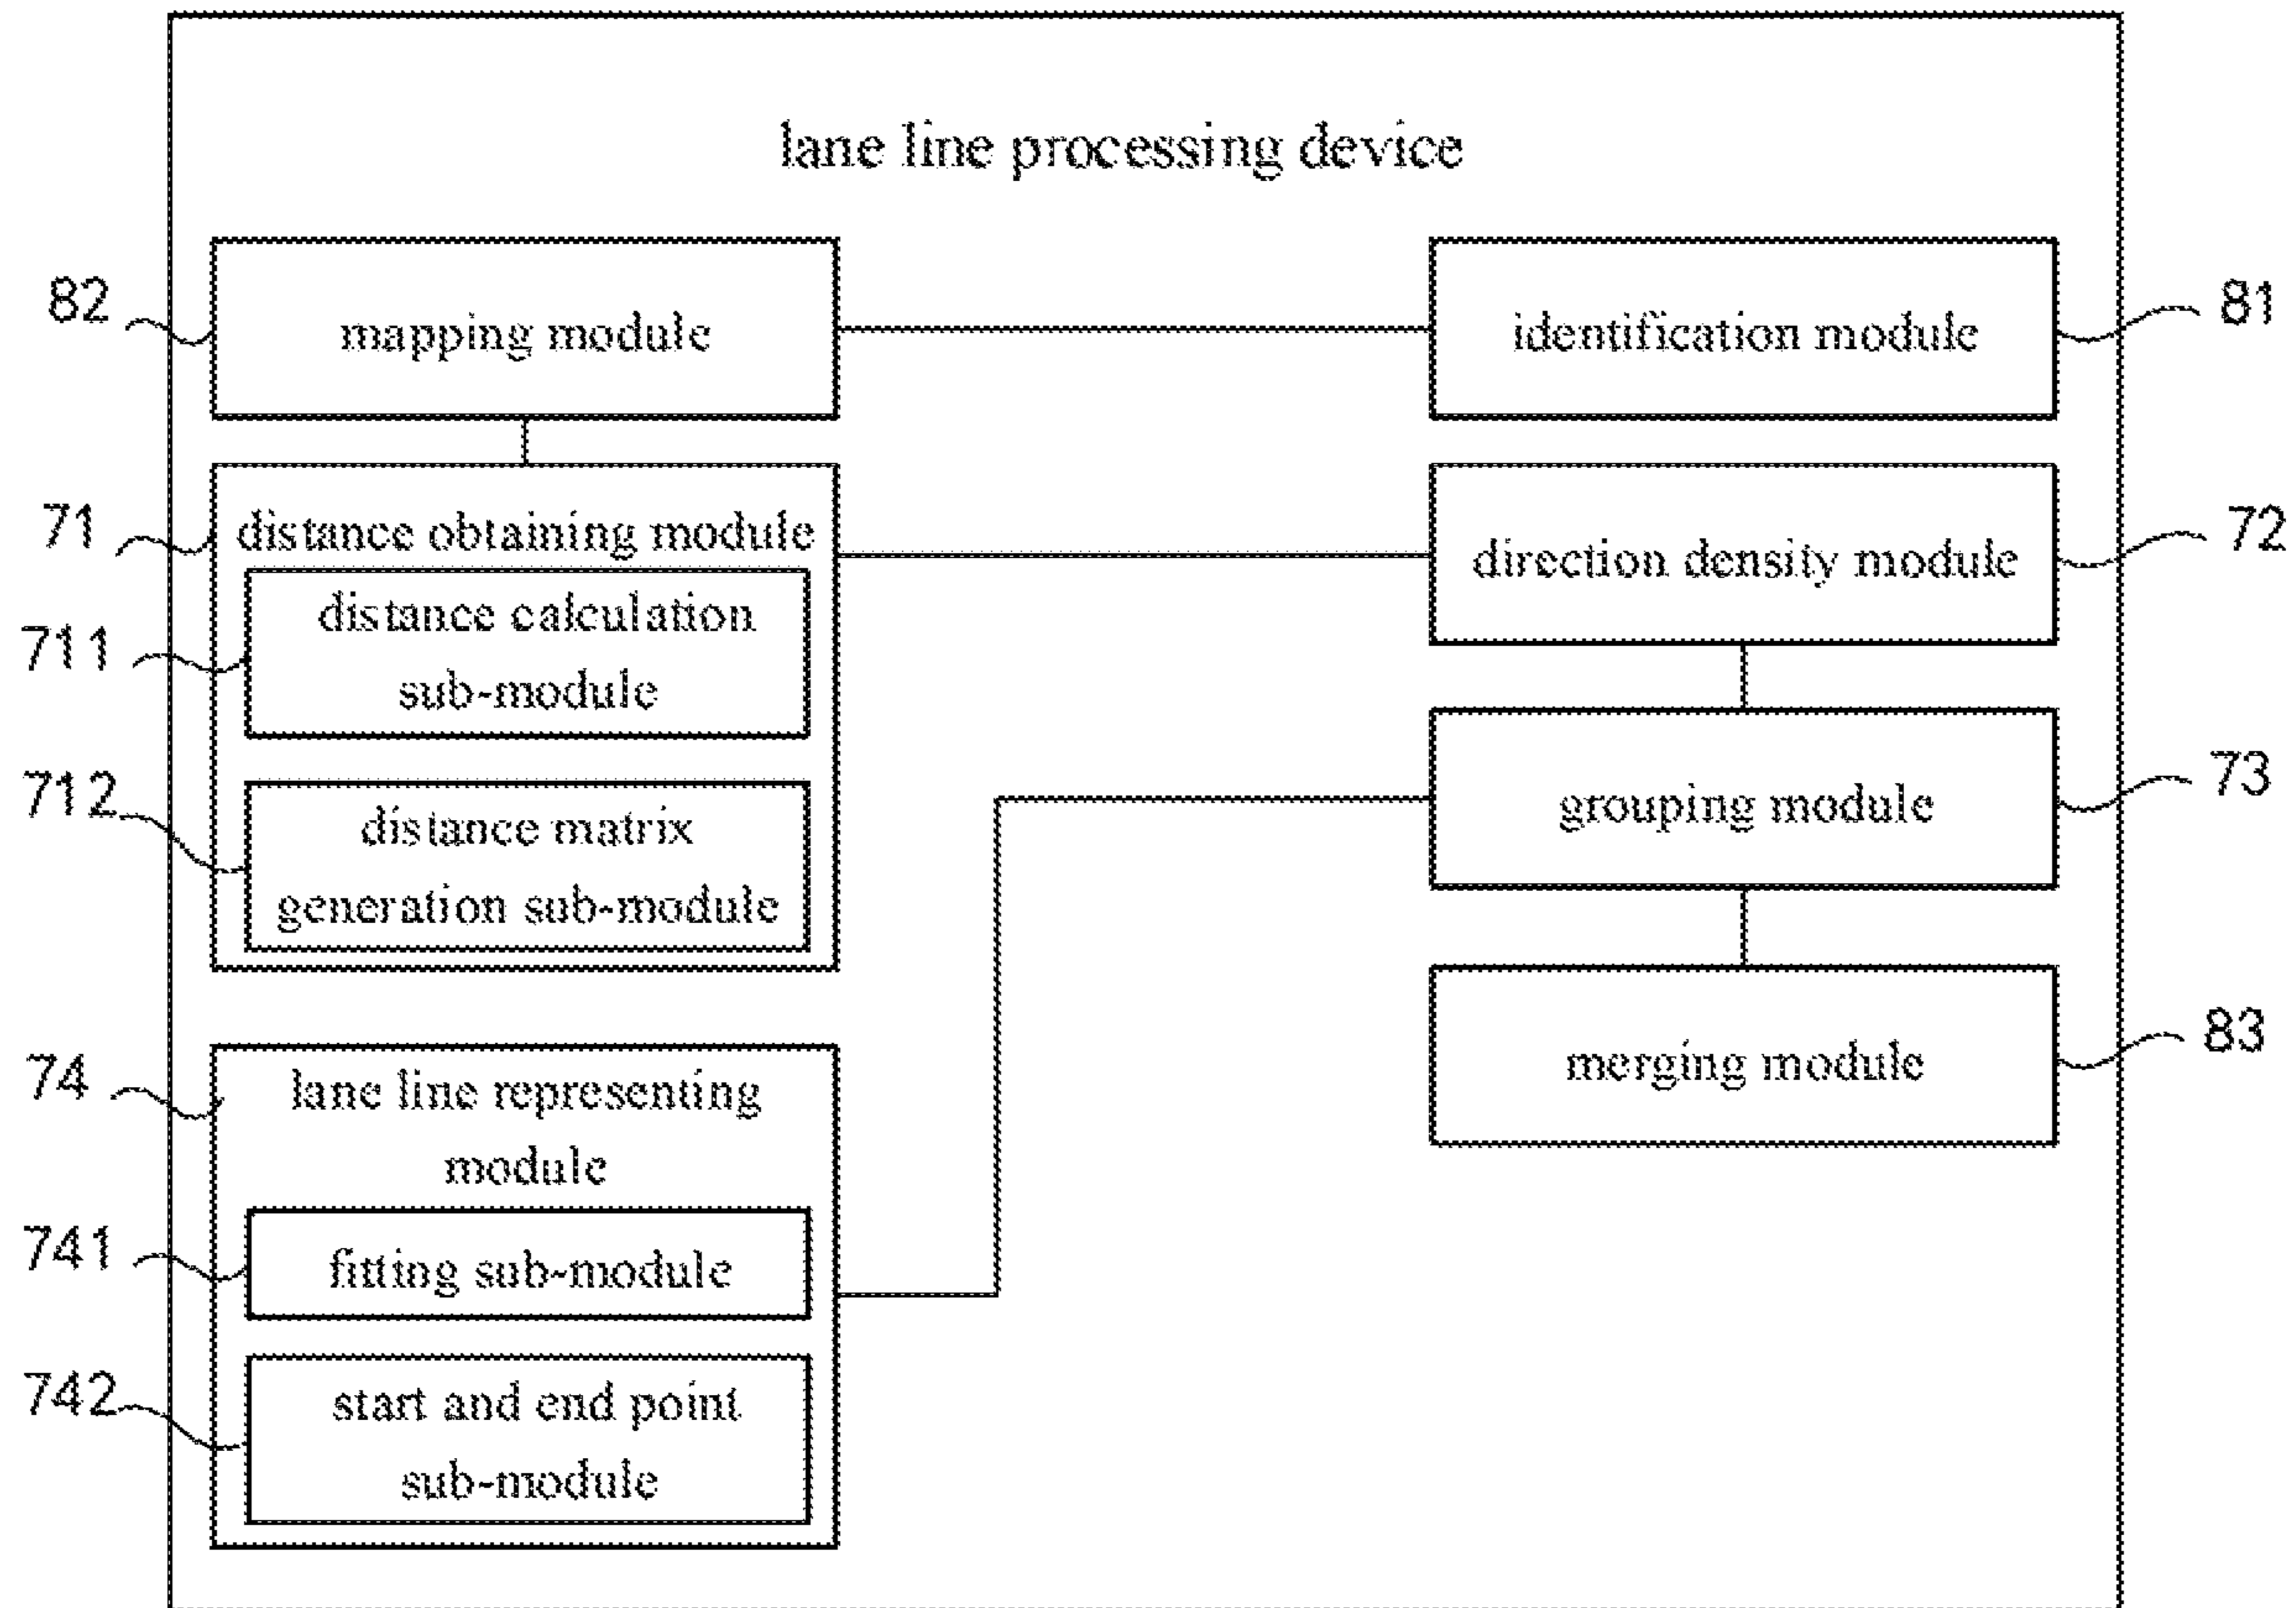 lane line processing device
82
mapping module
identification module
81
71
distance obtaining module
direction density module
72
711
distance calculation
sub-module
712
distance matrix
generation sub-module
grouping module
73
74
lane line representing
module
merging module
83
741
fitting sub-module
742
start and end point
sub-module